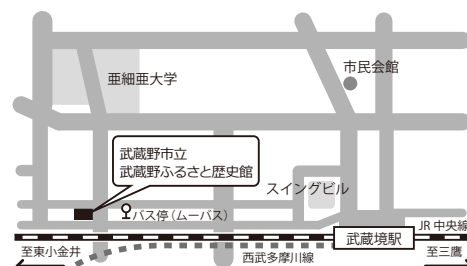 亜細亜大学
市民会館
武蔵野市立
武蔵野ふるさと歴史館
スイングビル
バス停（ムーバス）
JR 中央線
武蔵境駅
至東小金井
西武多摩川線
至三鷹